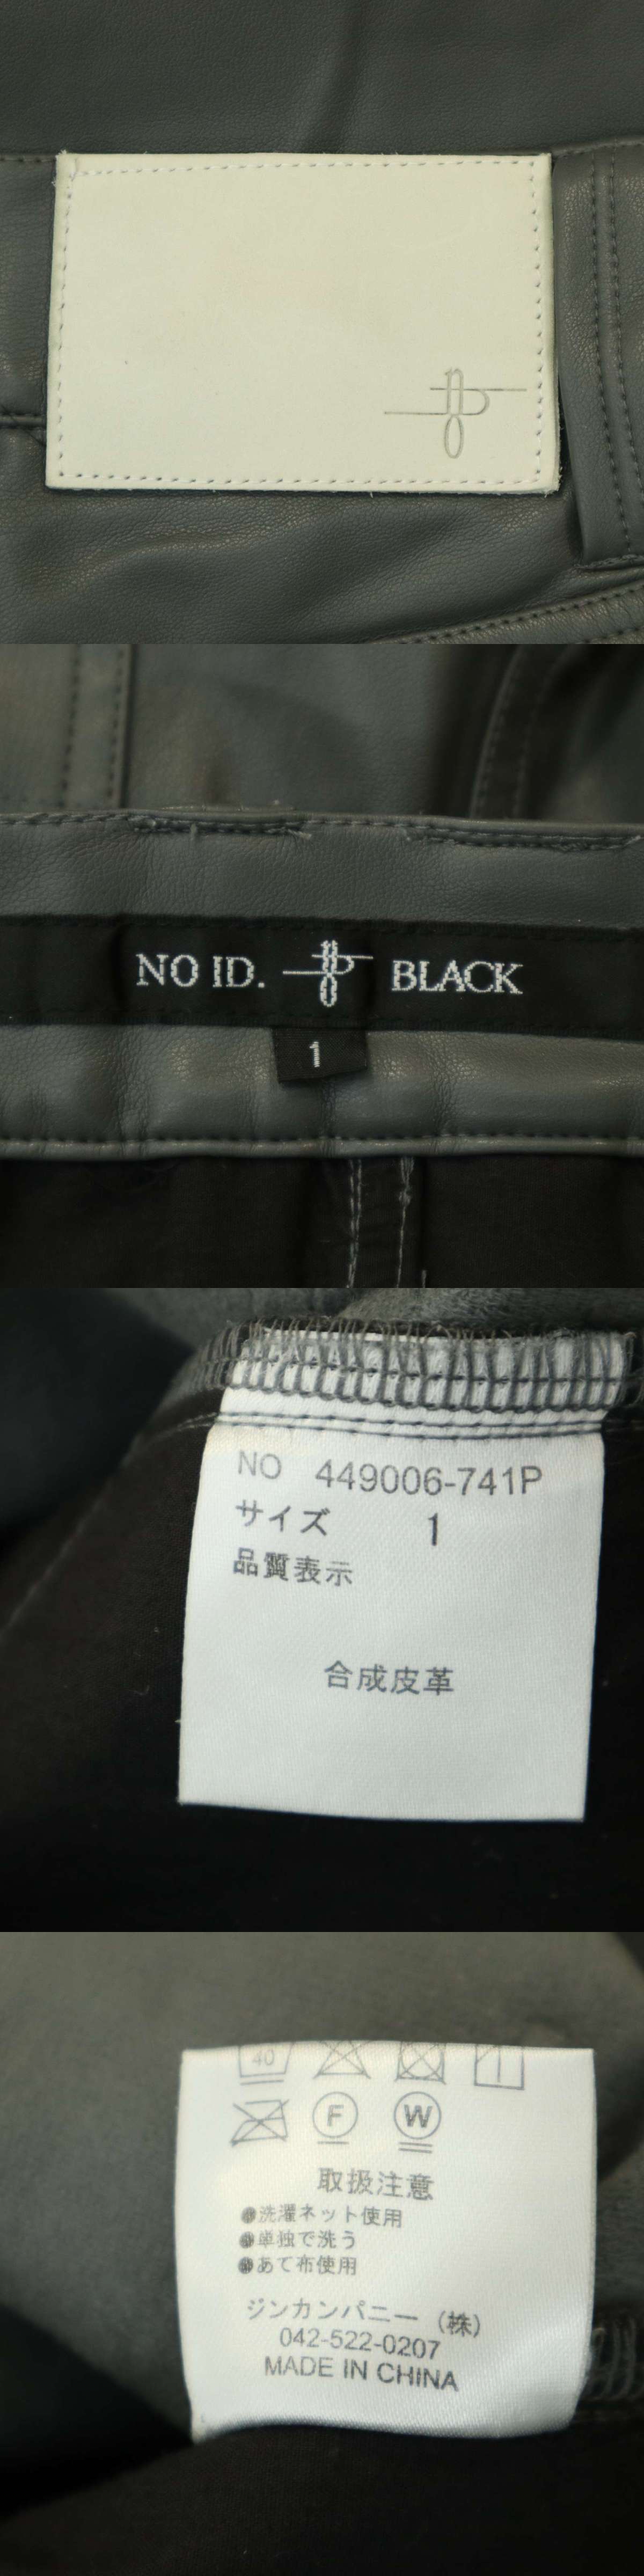 NO ID. BLACK
1
NO 449006-741P
サイズ 1
品質表示
合成皮革
40
F W
取扱注意
●洗濯ネット使用
●単独で洗う
●あて布使用
ジンカンパニー（株）
042-522-0207
MADE IN CHINA